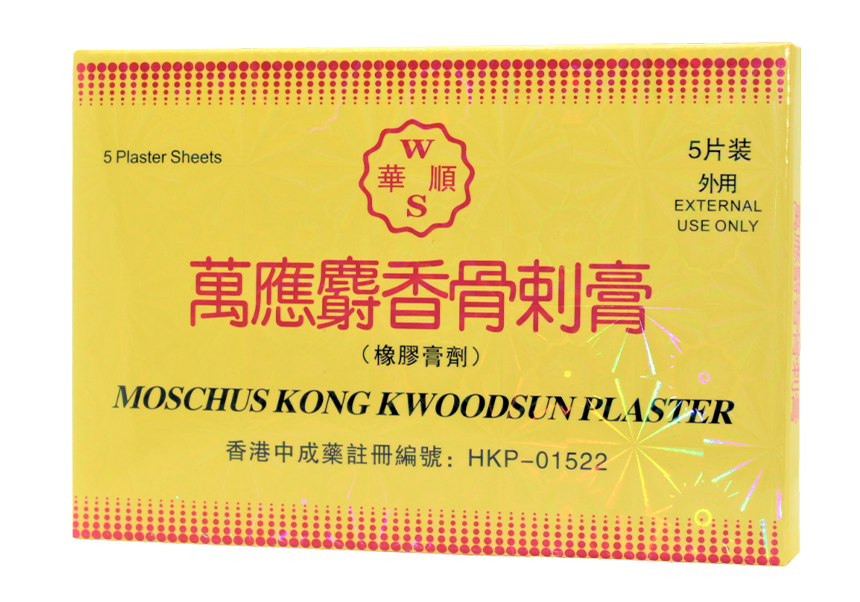 5 Plaster Sheets
W
華 順
S
5片装
外用
EXTERNAL
USE ONLY
萬應麝香骨刺膏
（橡膠膏劑）
MOSCHUS KONG KWOODSUN PLASTER
香港中成藥註冊編號：HKP-01522